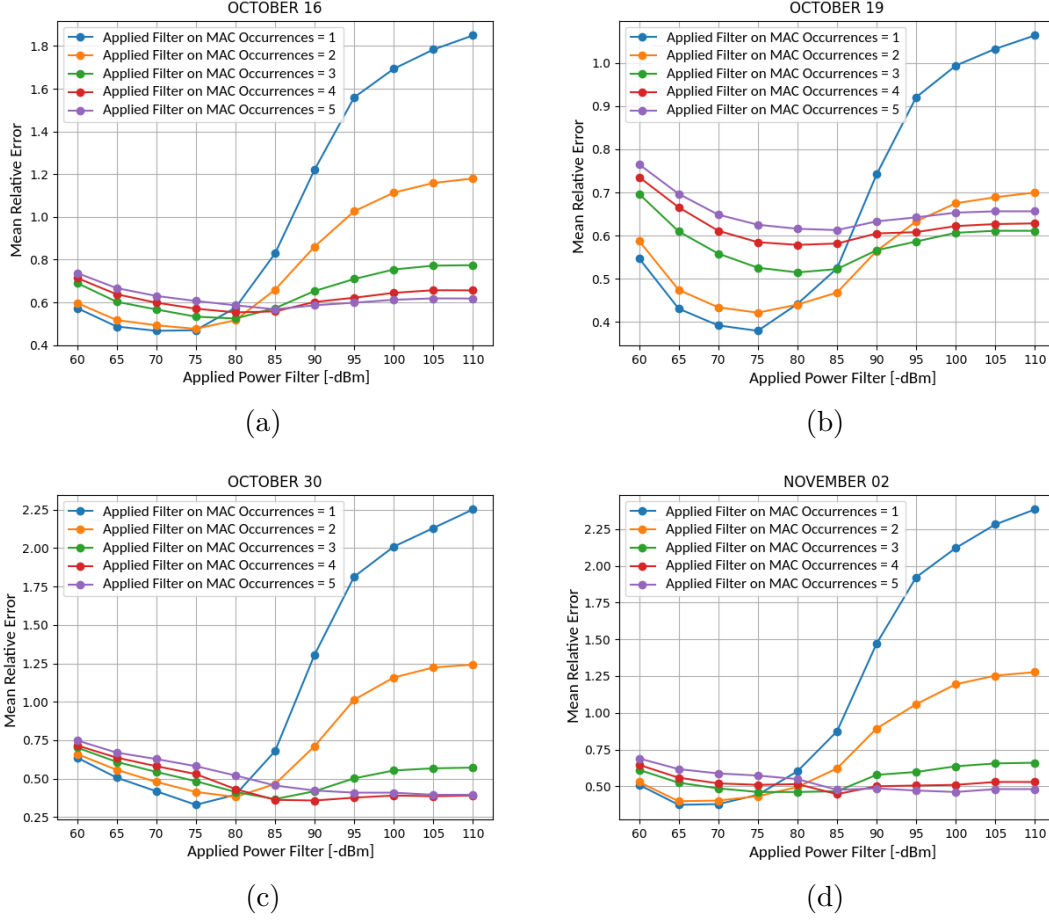 OCTOBER 16
Applied Filter on MAC Occurrences = 1
Applied Filter on MAC Occurrences = 2
Applied Filter on MAC Occurrences = 3
Applied Filter on MAC Occurrences = 4
Applied Filter on MAC Occurrences = 5
Mean Relative Error
1.8
1.6
1.4
1.2
1.0
0.8
0.6
0.4
60 65 70 75 80 85 90 95 100 105 110
Applied Power Filter [-dBm]
(a)
OCTOBER 19
Applied Filter on MAC Occurrences = 1
Applied Filter on MAC Occurrences = 2
Applied Filter on MAC Occurrences = 3
Applied Filter on MAC Occurrences = 4
Applied Filter on MAC Occurrences = 5
Mean Relative Error
1.0
0.9
0.8
0.7
0.6
0.5
0.4
60 65 70 75 80 85 90 95 100 105 110
Applied Power Filter [-dBm]
(b)
OCTOBER 30
Applied Filter on MAC Occurrences = 1
Applied Filter on MAC Occurrences = 2
Applied Filter on MAC Occurrences = 3
Applied Filter on MAC Occurrences = 4
Applied Filter on MAC Occurrences = 5
Mean Relative Error
2.25
2.00
1.75
1.50
1.25
1.00
0.75
0.50
0.25
60 65 70 75 80 85 90 95 100 105 110
Applied Power Filter [-dBm]
(c)
NOVEMBER 02
Applied Filter on MAC Occurrences = 1
Applied Filter on MAC Occurrences = 2
Applied Filter on MAC Occurrences = 3
Applied Filter on MAC Occurrences = 4
Applied Filter on MAC Occurrences = 5
Mean Relative Error
2.25
2.00
1.75
1.50
1.25
1.00
0.75
0.50
60 65 70 75 80 85 90 95 100 105 110
Applied Power Filter [-dBm]
(d)